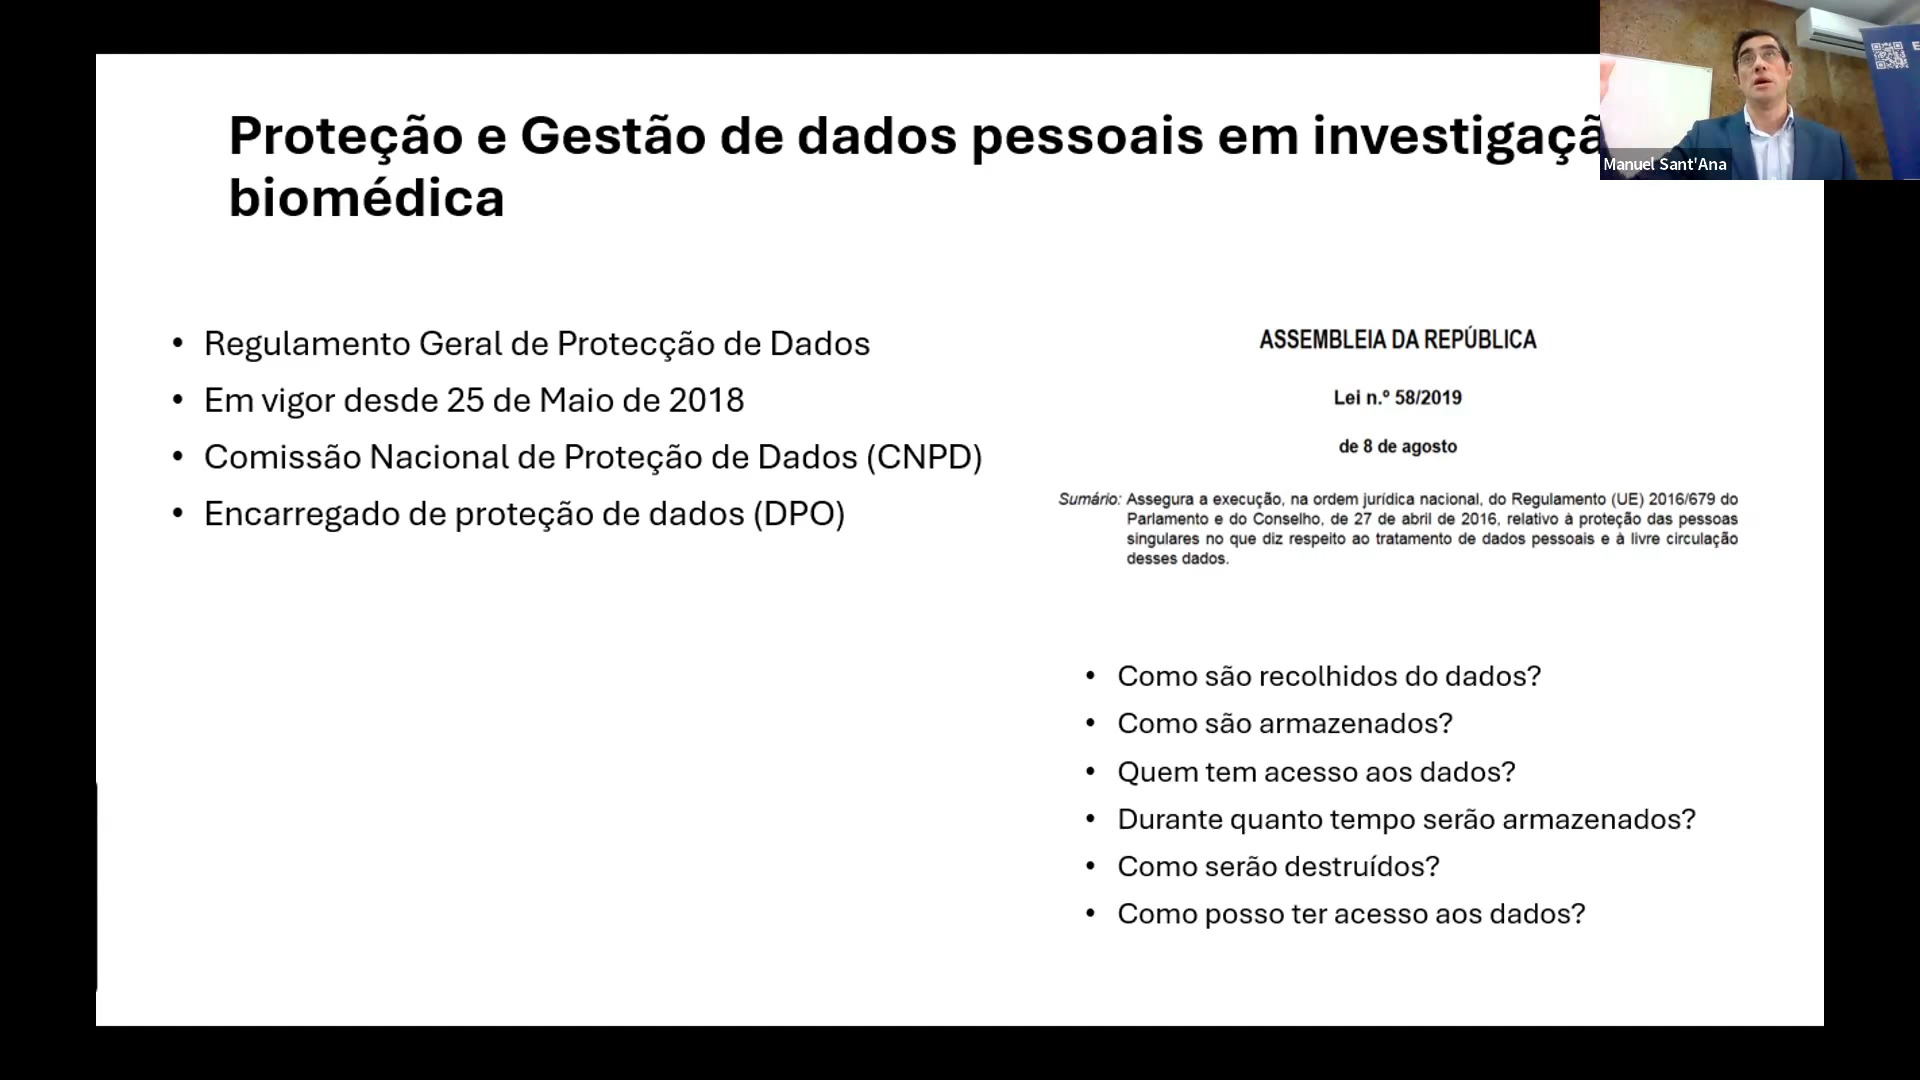 Proteção e Gestão de dados pessoais em investigaçã
biomédica
• Regulamento Geral de Protecção de Dados
• Em vigor desde 25 de Maio de 2018
• Comissão Nacional de Proteção de Dados (CNPD)
• Encarregado de proteção de dados (DPO)
ASSEMBLEIA DA REPÚBLICA
Lei n.º 58/2019
de 8 de agosto
Sumário: Assegura a execução, na ordem jurídica nacional, do Regulamento (UE) 2016/679 do
Parlamento e do Conselho, de 27 de abril de 2016, relativo à proteção das pessoas
singulares no que diz respeito ao tratamento de dados pessoais e à livre circulação
desses dados.
• Como são recolhidos do dados?
• Como são armazenados?
• Quem tem acesso aos dados?
• Durante quanto tempo serão armazenados?
• Como serão destruídos?
• Como posso ter acesso aos dados?
Manuel Sant'Ana